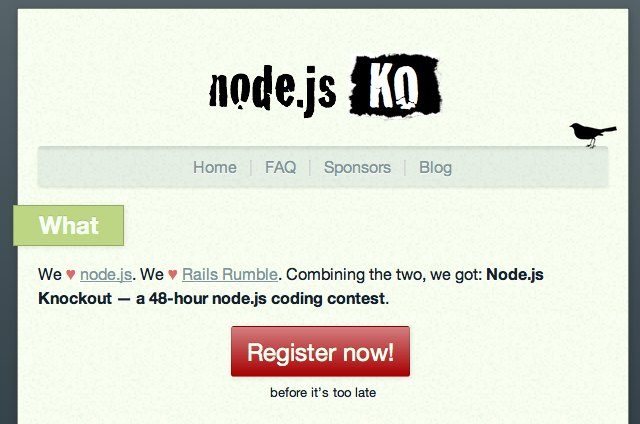 node.js KO
Home | FAQ | Sponsors | Blog
What
We ♥ node.js. We ♥ Rails Rumble. Combining the two, we got: Node.js
Knockout — a 48-hour node.js coding contest.
Register now!
before it's too late